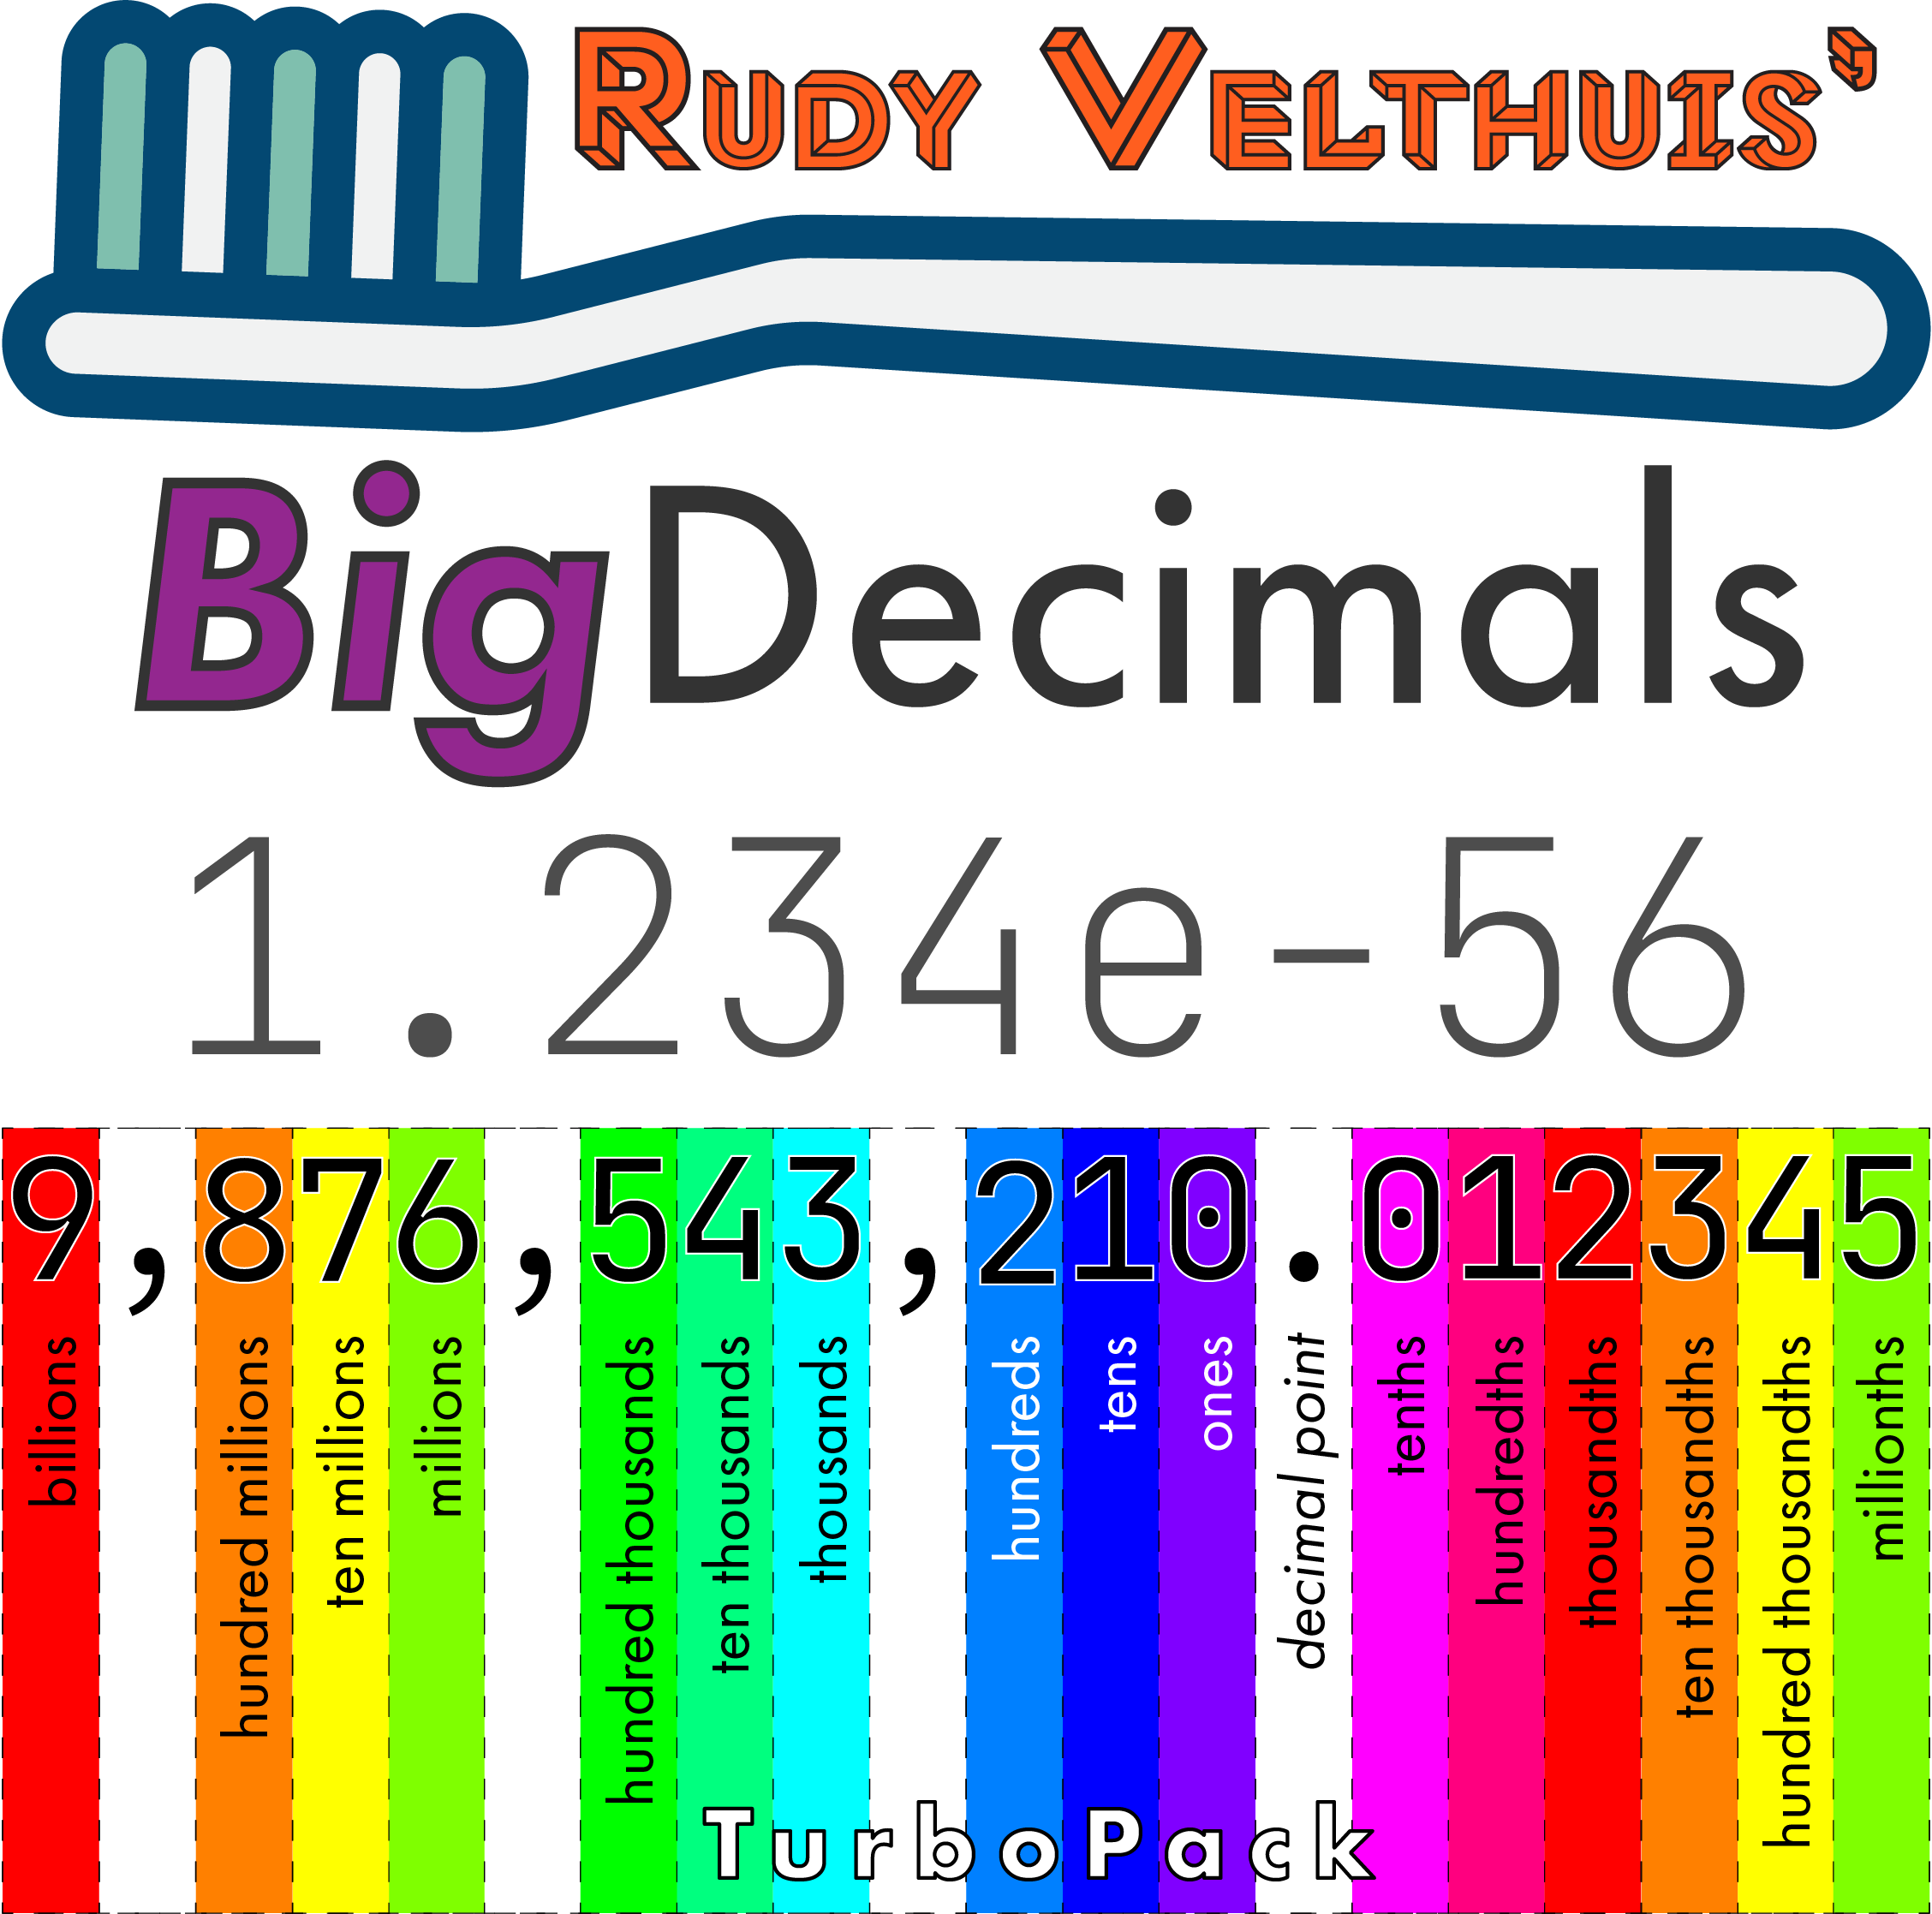 RUDY VELTHUIS’
BigDecimals
1.234e-56
9,876,543,210.012345
billions
hundred millions
ten millions
millions
hundred thousands
ten thousands
thousands
hundreds
tens
ones
decimal point
tenths
hundredths
thousandths
ten thousandths
hundred thousandths
millionths
TurboPack